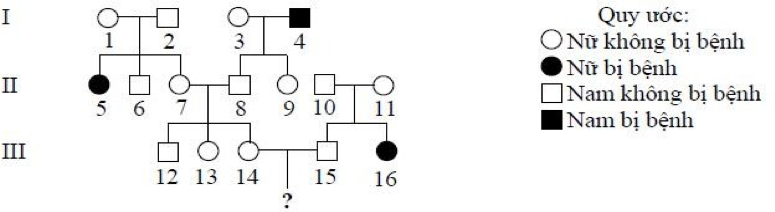 I
1 2 3 4
II
5 6 7 8 9 10 11
III
12 13 14 15 16
?
Quy ước:
Nữ không bị bệnh
Nữ bị bệnh
Nam không bị bệnh
Nam bị bệnh